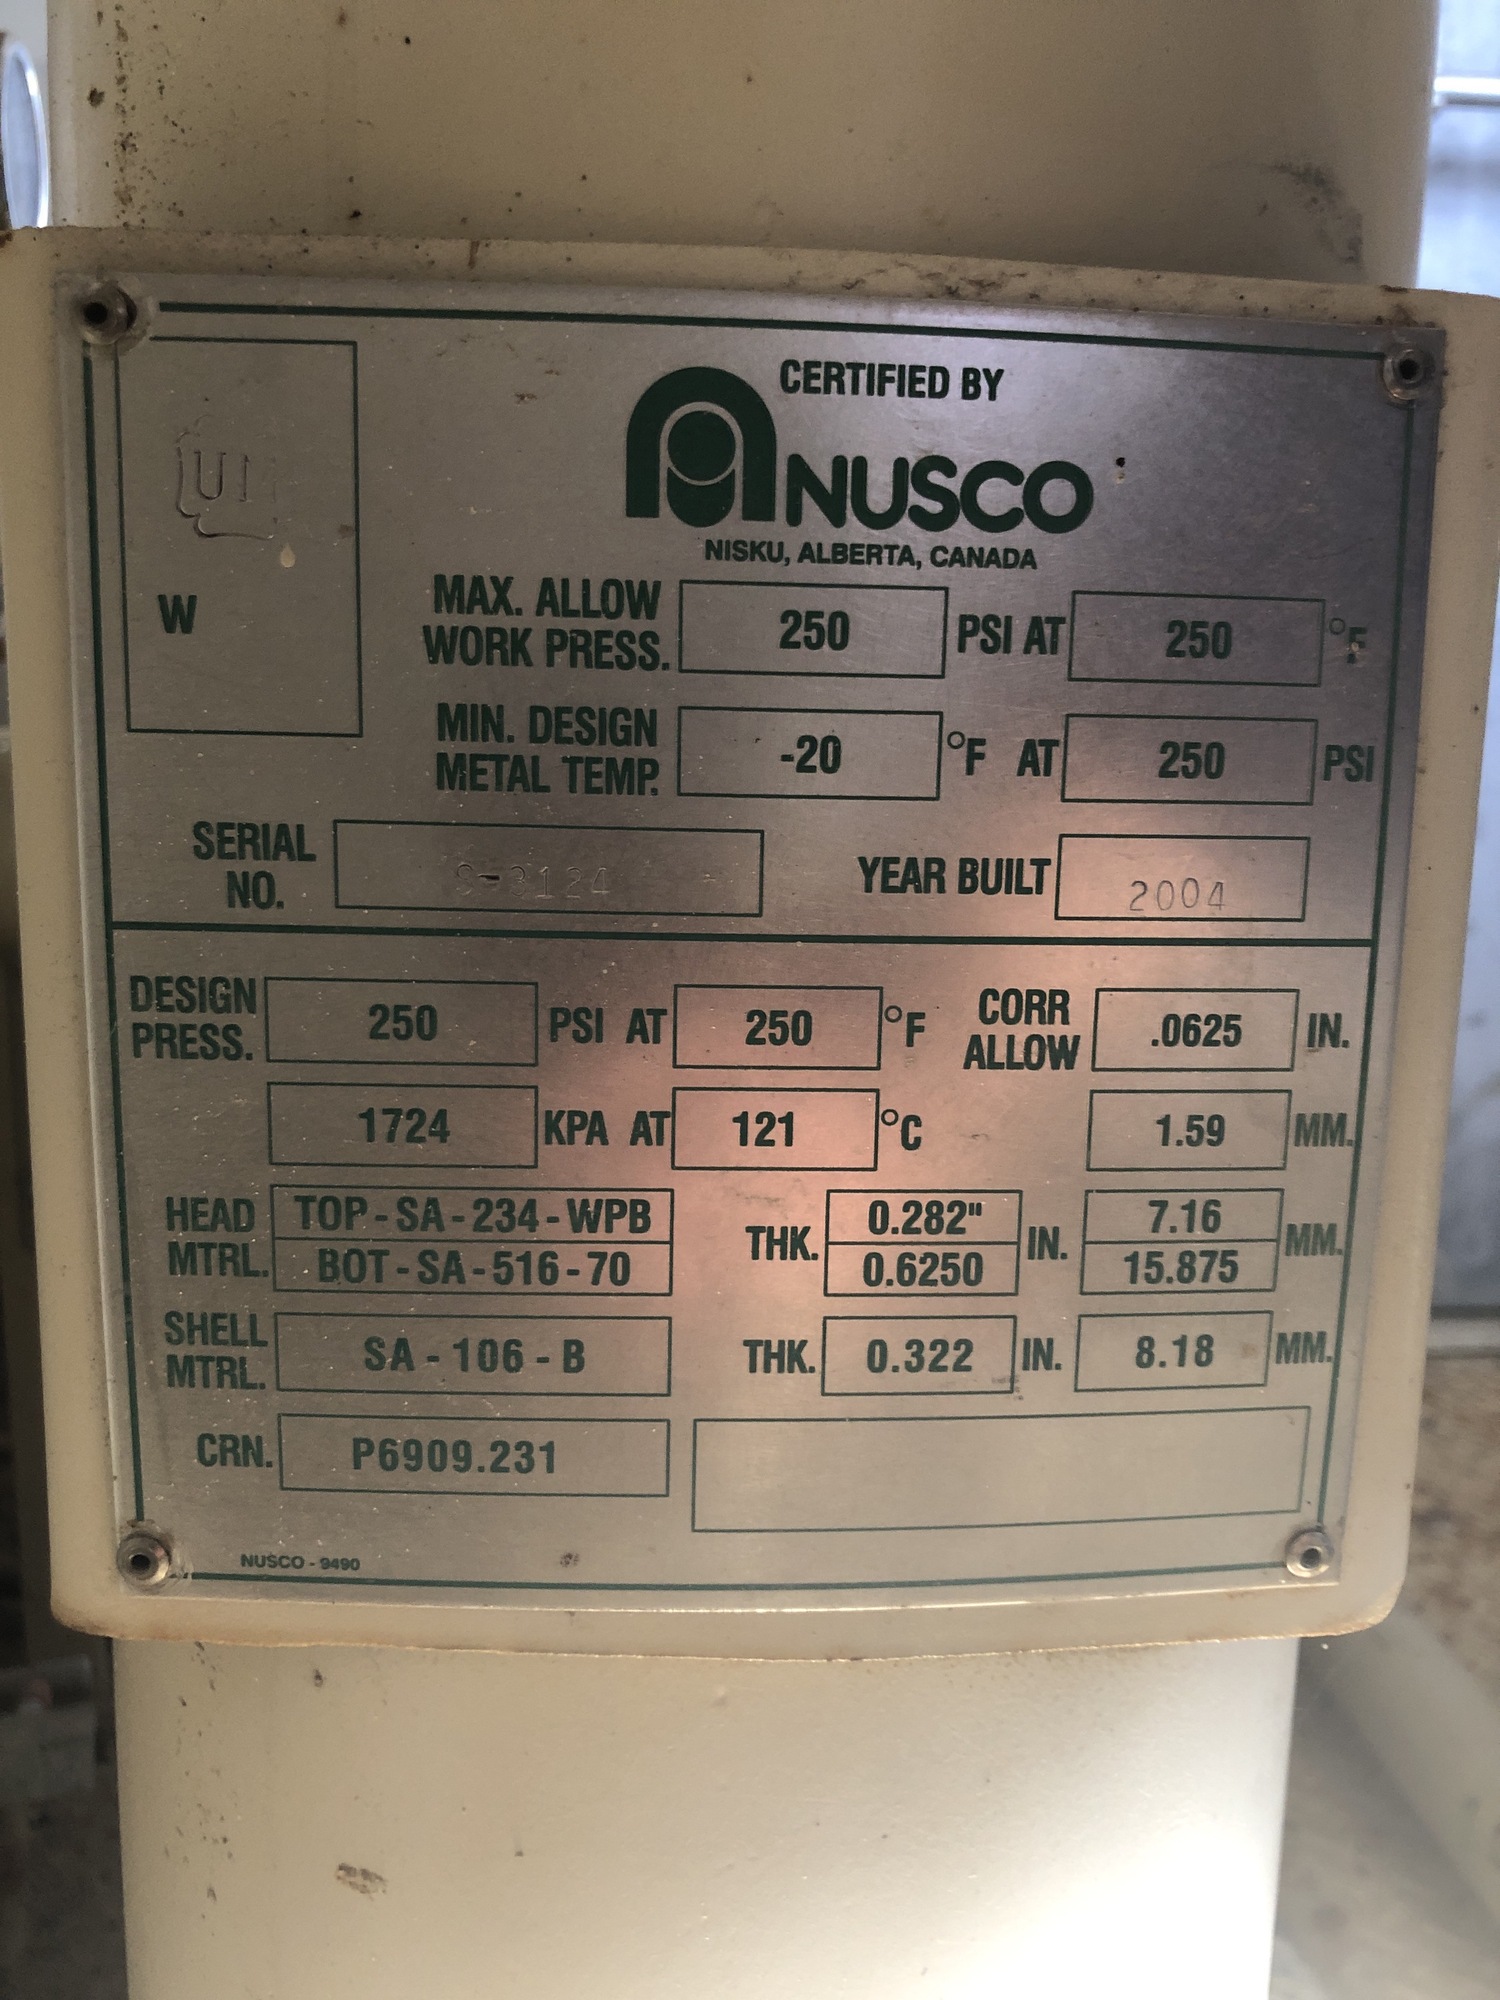 CERTIFIED BY
NUSCO
NISKU, ALBERTA, CANADA
UM
W
MAX. ALLOW WORK PRESS. 250 PSI AT 250 °F
MIN. DESIGN METAL TEMP. -20 °F AT 250 PSI
SERIAL NO. S-3124 YEAR BUILT 2004
DESIGN PRESS. 250 PSI AT 250 °F CORR ALLOW .0625 IN.
1724 KPA AT 121 °C 1.59 MM.
HEAD MTRL. TOP-SA-234-WPB THK. 0.282" IN. 7.16 MM.
BOT-SA-516-70 0.6250 15.875
SHELL MTRL. SA-106-B THK. 0.322 IN. 8.18 MM.
CRN. P6909.231
NUSCO - 9490